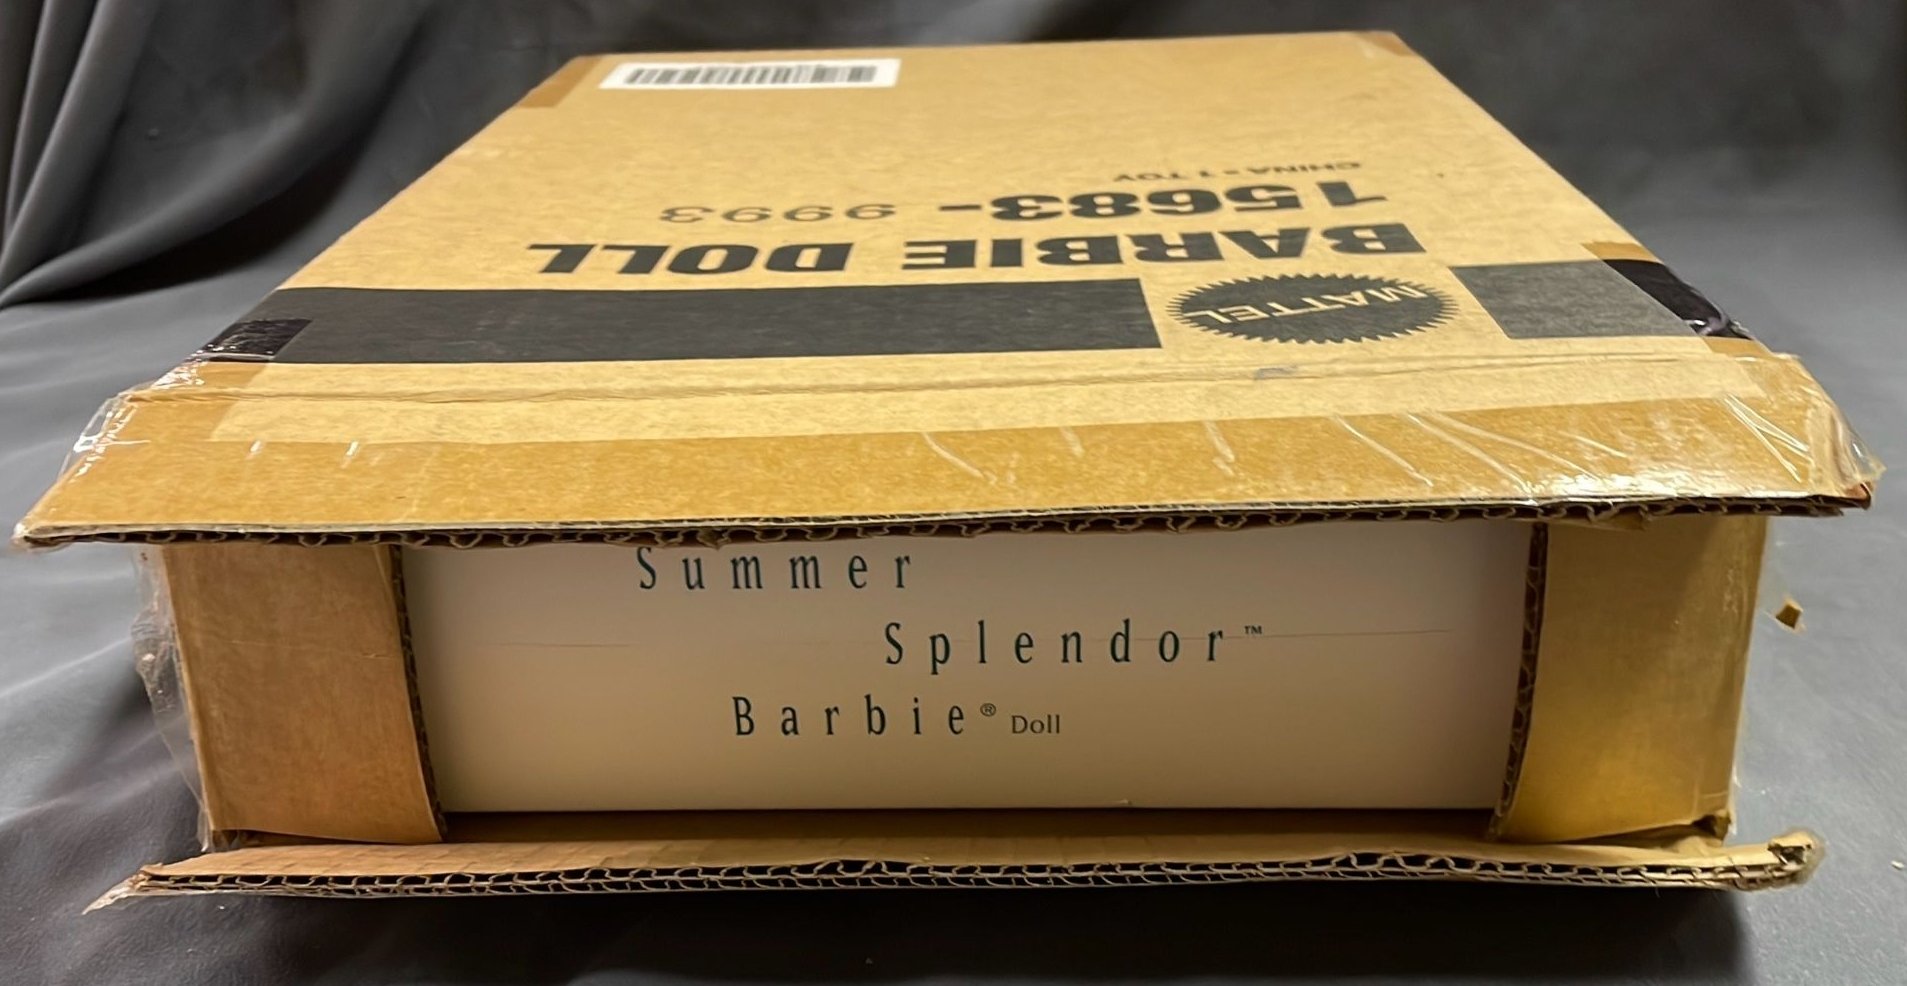 MATTEL
BARBIE DOLL
15683- 9993
CHINA • 1 TOY
Summer
Splendor™
Barbie® Doll